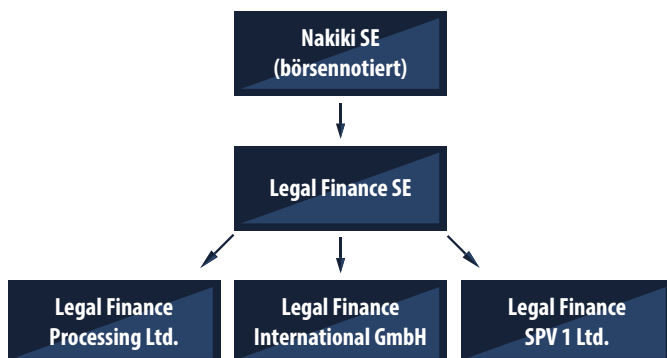 Nakiki SE
(börsennotiert)
Legal Finance SE
Legal Finance
Processing Ltd.
Legal Finance
International GmbH
Legal Finance
SPV 1 Ltd.